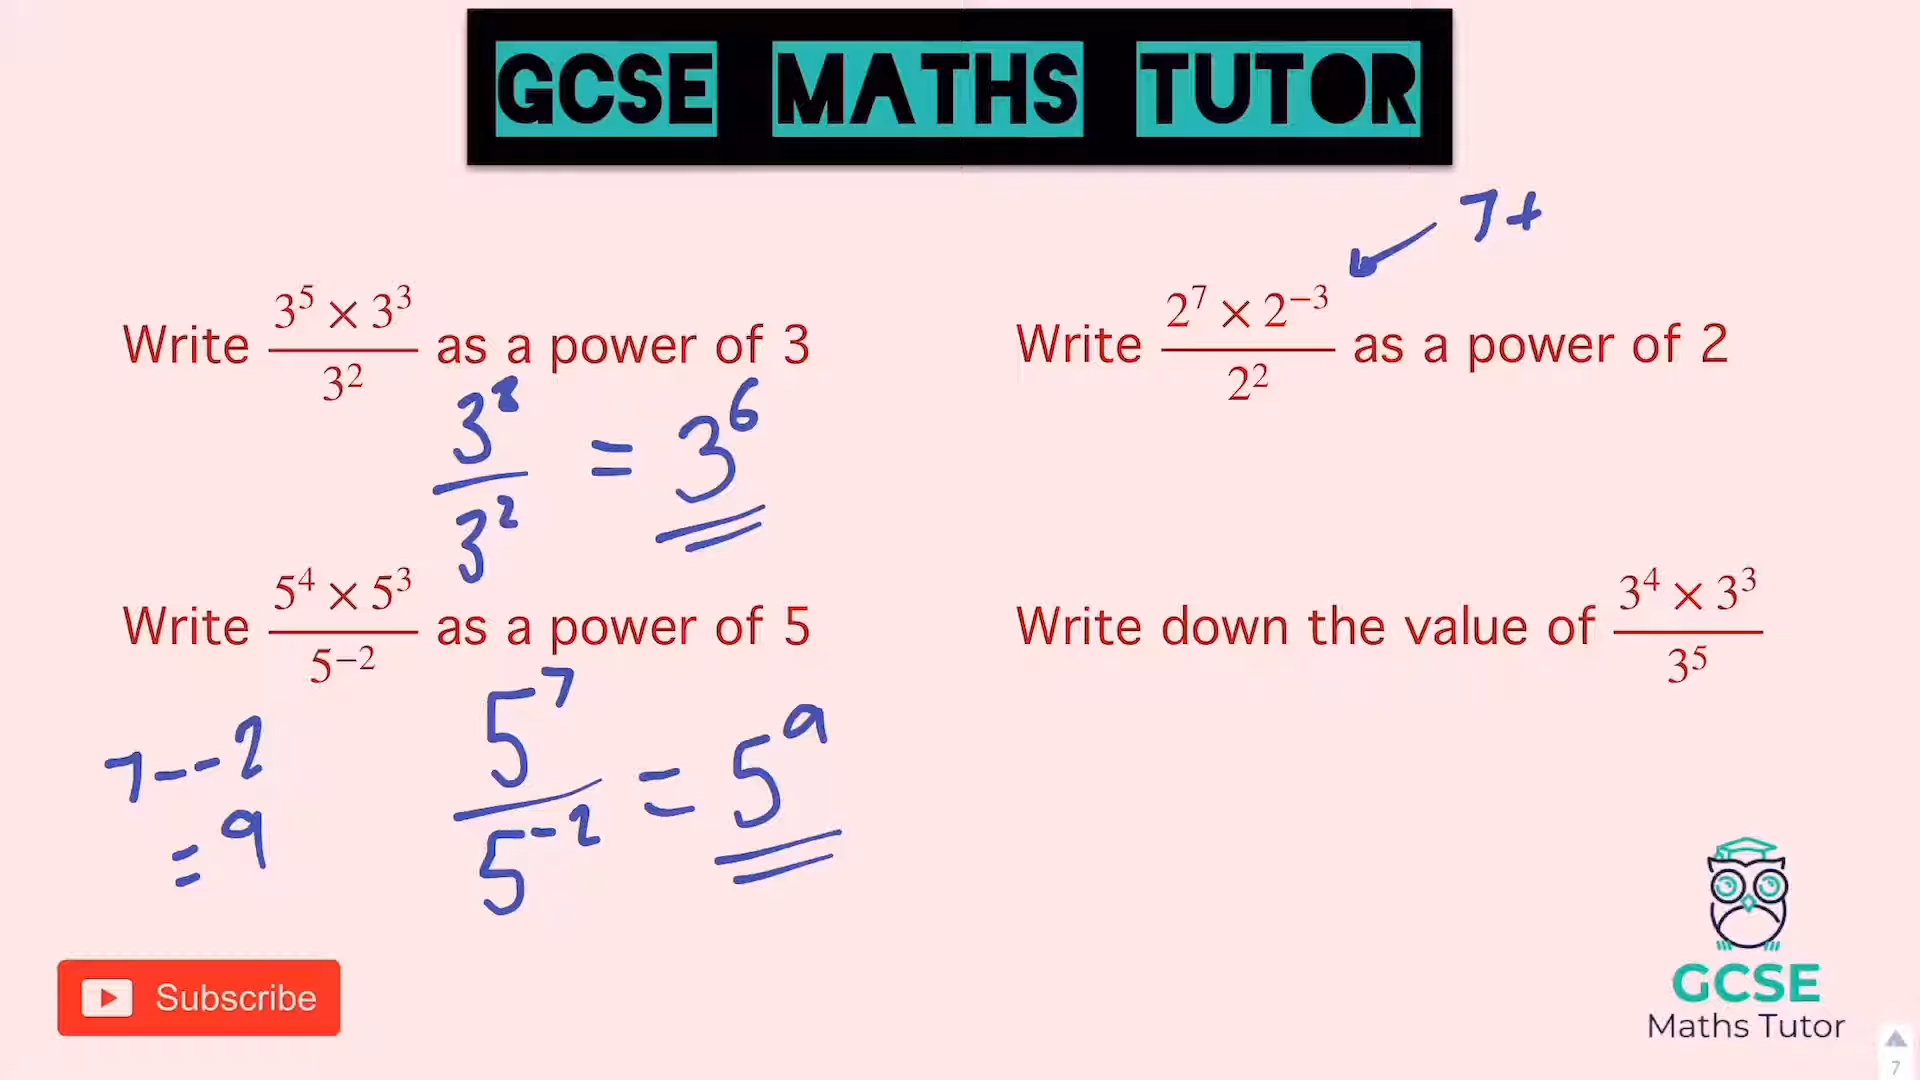 GCSE MATHS TUTOR
7+
Write 3⁵ × 3³ / 3² as a power of 3
3⁸ / 3² = 3⁶
Write 2⁷ × 2⁻³ / 2² as a power of 2
Write 5⁴ × 5³ / 5⁻² as a power of 5
5⁷ / 5⁻² = 5⁹
7--2
= 9
Write down the value of 3⁴ × 3³ / 3⁵
Subscribe
GCSE
Maths Tutor
7